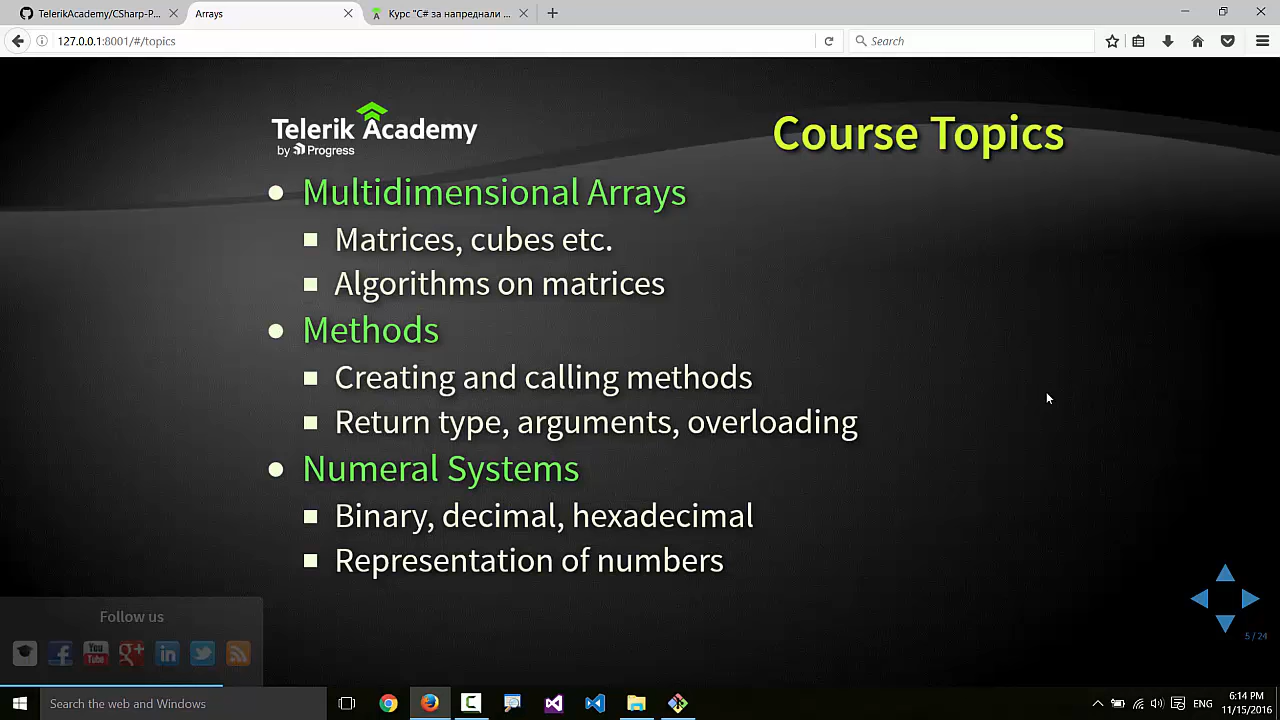 TelerikAcademy/CSharp-P...
Arrays
Курс "C# за напреднали ...
127.0.0.1:8001/#/topics
Search
Telerik Academy
by Progress
Course Topics
Multidimensional Arrays
Matrices, cubes etc.
Algorithms on matrices
Methods
Creating and calling methods
Return type, arguments, overloading
Numeral Systems
Binary, decimal, hexadecimal
Representation of numbers
Follow us
You Tube
g+
in
5 / 24
Search the web and Windows
ENG
6:14 PM
11/15/2016